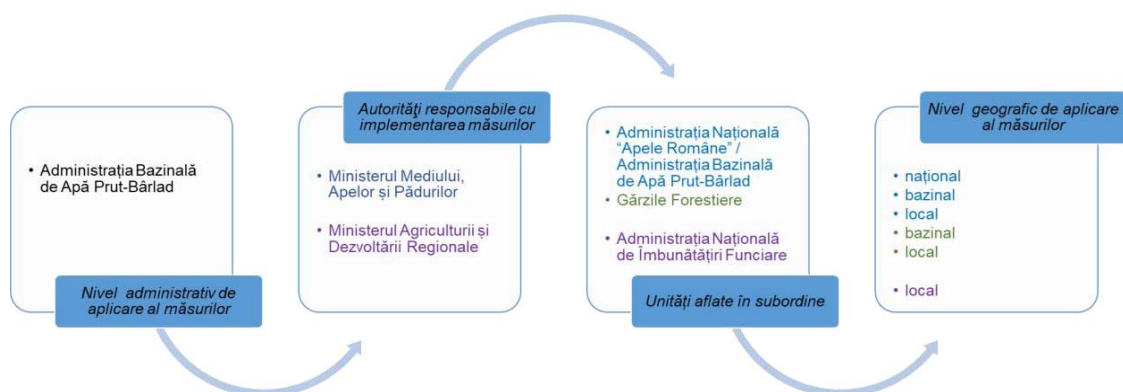 • Administrația Bazinală
de Apă Prut-Bârlad
Nivel administrativ de
aplicare al măsurilor
Autorităţi responsabile cu
implementarea măsurilor
• Ministerul Mediului,
Apelor și Pădurilor
• Ministerul Agriculturii și
Dezvoltării Regionale
• Administrația Națională
“Apele Române” /
Administrația Bazinală
de Apă Prut-Bârlad
• Gărzile Forestiere
• Administrația Națională
de Îmbunătățiri Funciare
Unități aflate în subordine
Nivel geografic de aplicare
al măsurilor
• național
• bazinal
• local
• bazinal
• local
• local